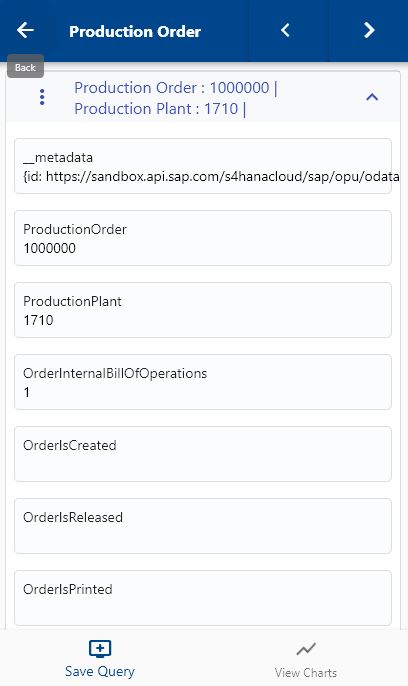 Production Order
Back
Production Order : 1000000 |
Production Plant : 1710 |
__metadata
{id: https://sandbox.api.sap.com/s4hanacloud/sap/opu/odata
ProductionOrder
1000000
ProductionPlant
1710
OrderInternalBillOfOperations
1
OrderIsCreated
OrderIsReleased
OrderIsPrinted
Save Query
View Charts